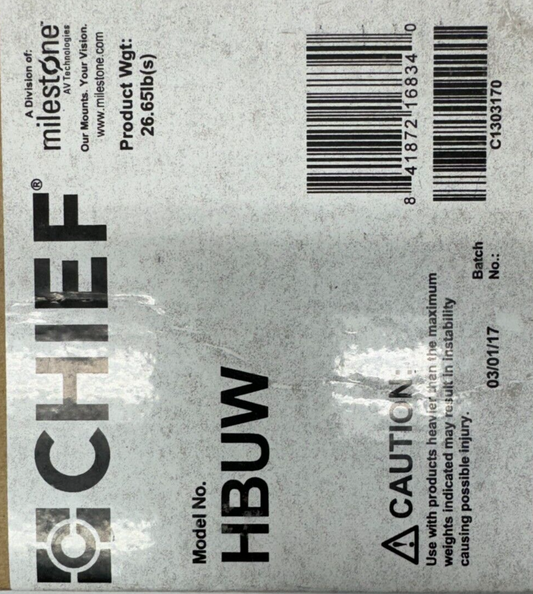 CHIEF®
A Division of:
milestone™
AV Technologies
Our Mounts. Your Vision.
www.milestone.com
Product Wgt:
26.65lb(s)
Model No.
HBUW
8 41872 16834 0
CAUTION:
Use with products heavier than the maximum
weights indicated may result in instability
causing possible injury.
03/01/17
Batch
No.:
C1303170